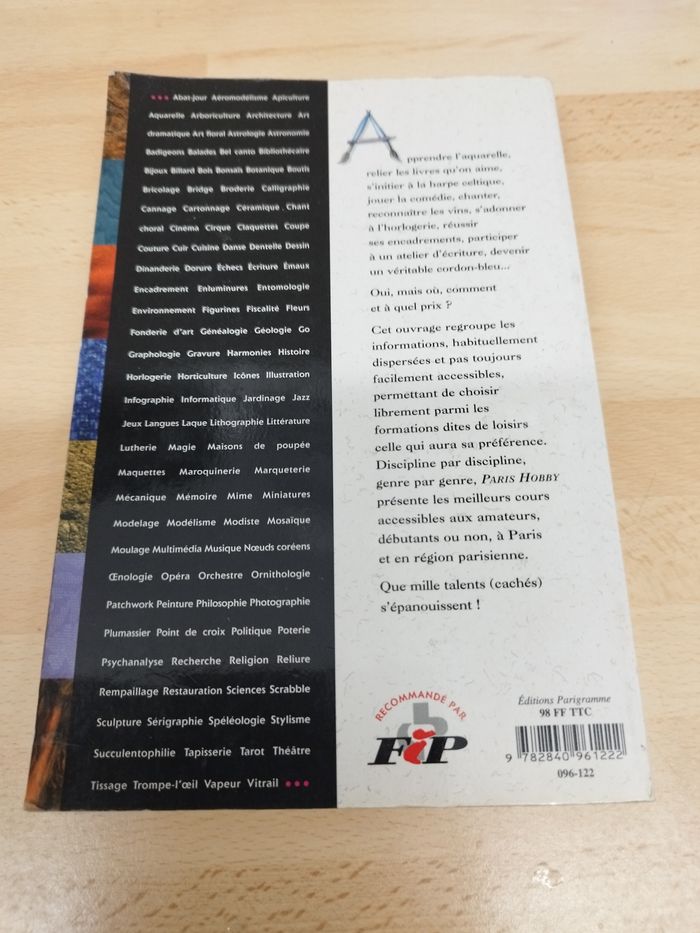 ••• Abat-jour Aéromodélisme Apiculture
Aquarelle Arboriculture Architecture Art
dramatique Art floral Astrologie Astronomie
Badigeons Balades Bel canto Bibliothécaire
Bijoux Billard Bois Bonsaïs Botanique Boutis
Bricolage Bridge Broderie Calligraphie
Cannage Cartonnage Céramique Chant
choral Cinéma Cirque Claquettes Coupe
Couture Cuir Cuisine Danse Dentelle Dessin
Dinanderie Dorure Échecs Écriture Émaux
Encadrement Enluminures Entomologie
Environnement Figurines Fiscalité Fleurs
Fonderie d'art Généalogie Géologie Go
Graphologie Gravure Harmonies Histoire
Horlogerie Horticulture Icônes Illustration
Infographie Informatique Jardinage Jazz
Jeux Langues Laque Lithographie Littérature
Lutherie Magie Maisons de poupée
Maquettes Maroquinerie Marqueterie
Mécanique Mémoire Mime Miniatures
Modelage Modélisme Modiste Mosaïque
Moulage Multimédia Musique Nœuds coréens
Œnologie Opéra Orchestre Ornithologie
Patchwork Peinture Philosophie Photographie
Plumassier Point de croix Politique Poterie
Psychanalyse Recherche Religion Reliure
Rempaillage Restauration Sciences Scrabble
Sculpture Sérigraphie Spéléologie Stylisme
Succulentophilie Tapisserie Tarot Théâtre
Tissage Trompe-l'œil Vapeur Vitrail •••
Apprendre l'aquarelle,
relier les livres qu'on aime,
s'initier à la harpe celtique,
jouer la comédie, chanter,
reconnaître les vins, s'adonner
à l'horlogerie, réussir
ses encadrements, participer
à un atelier d'écriture, devenir
un véritable cordon-bleu...
Oui, mais où, comment
et à quel prix ?
Cet ouvrage regroupe les
informations, habituellement
dispersées et pas toujours
facilement accessibles,
permettant de choisir
librement parmi les
formations dites de loisirs
celle qui aura sa préférence.
Discipline par discipline,
genre par genre, PARIS HOBBY
présente les meilleurs cours
accessibles aux amateurs,
débutants ou non, à Paris
et en région parisienne.
Que mille talents (cachés)
s'épanouissent !
RECOMMANDÉ PAR
FiP
Éditions Parigramme
98 FF TTC
9 782840 961222
096-122